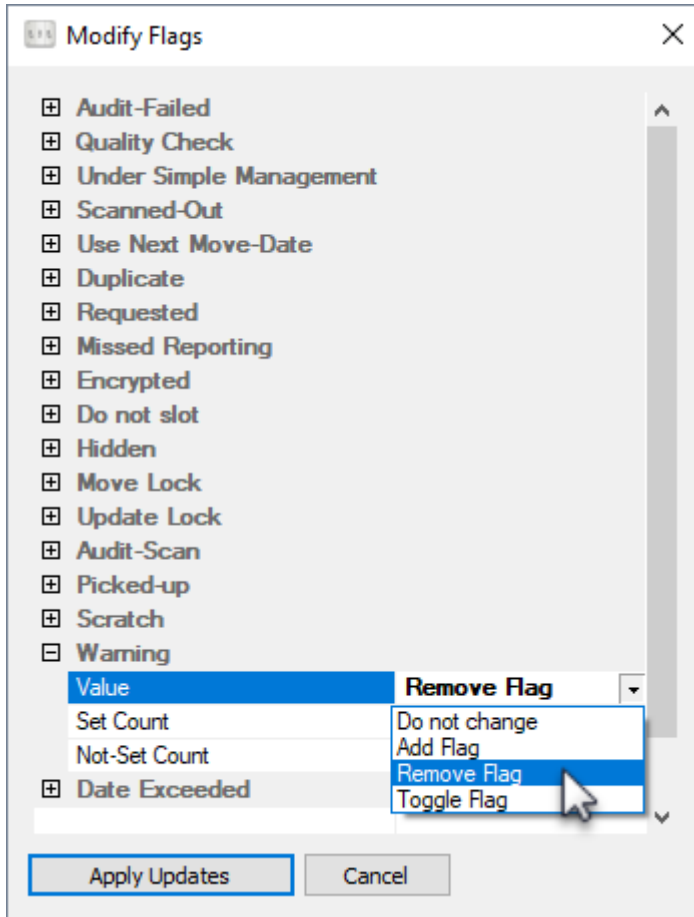 Modify Flags
Audit-Failed
Quality Check
Under Simple Management
Scanned-Out
Use Next Move-Date
Duplicate
Requested
Missed Reporting
Encrypted
Do not slot
Hidden
Move Lock
Update Lock
Audit-Scan
Picked-up
Scratch
Warning
Value Remove Flag
Set Count Do not change
Add Flag
Not-Set Count Remove Flag
Date Exceeded Toggle Flag
Apply Updates Cancel